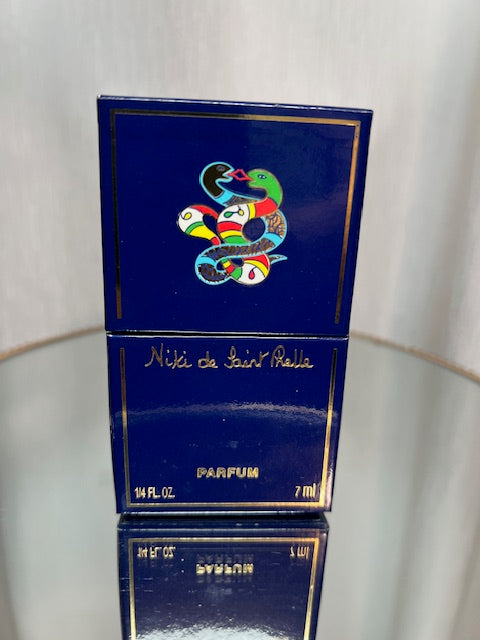 Niki de Saint Phalle
PARFUM
1/4 FL. OZ. 7 ml